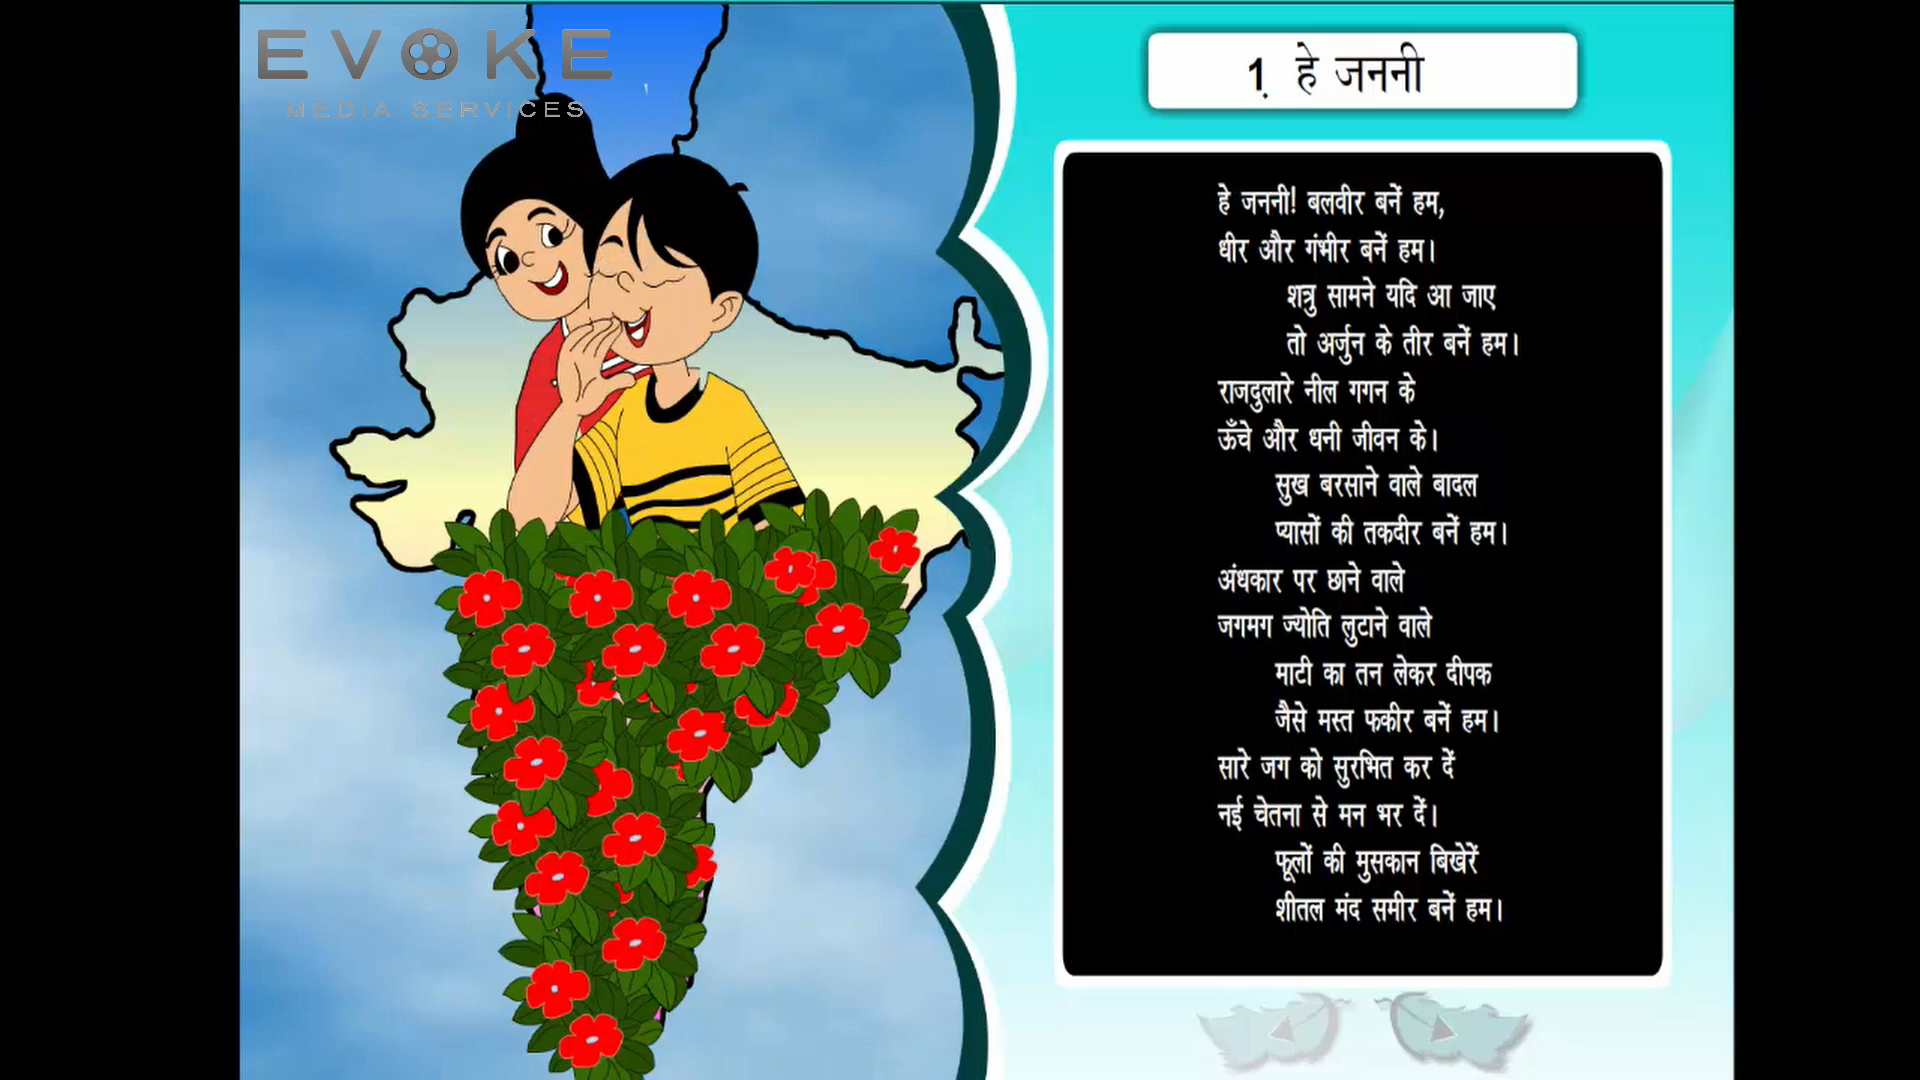 EVOKE
MEDIA SERVICES
1. हे जननी
हे जननी! बलवीर बनें हम,
धीर और गंभीर बनें हम।
शत्रु सामने यदि आ जाए
तो अर्जुन के तीर बनें हम।
राजदुलारे नील गगन के
ऊँचे और धनी जीवन के।
सुख बरसाने वाले बादल
प्यासों की तकदीर बनें हम।
अंधकार पर छाने वाले
जगमग ज्योति लुटाने वाले
माटी का तन लेकर दीपक
जैसे मस्त फकीर बनें हम।
सारे जग को सुरभित कर दें
नई चेतना से मन भर दें।
फूलों की मुसकान बिखेरें
शीतल मंद समीर बनें हम।